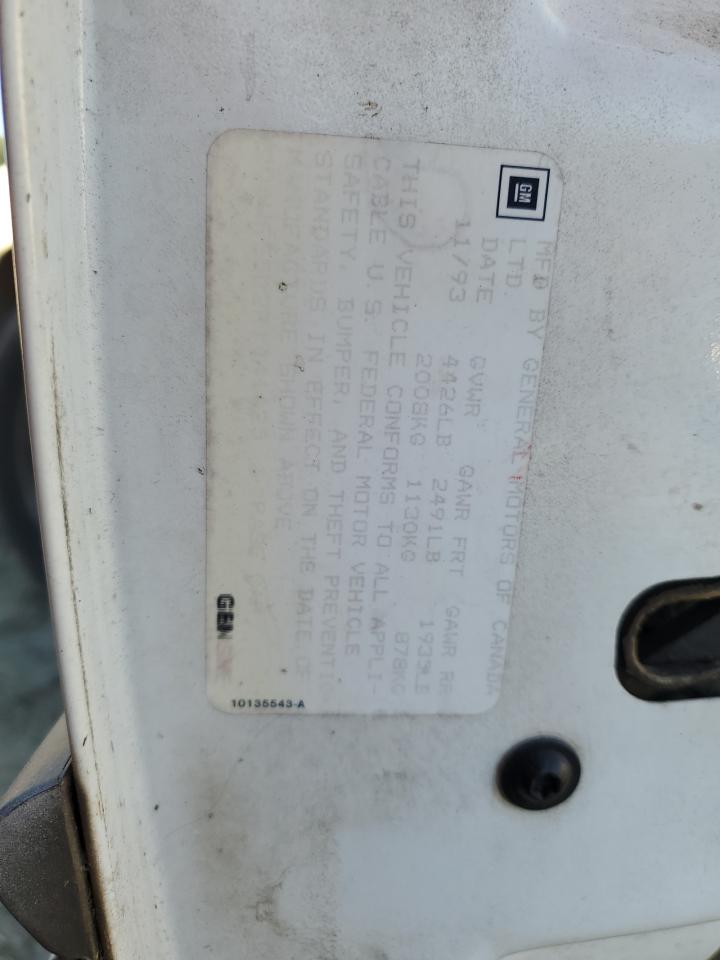 GM
MFD BY GENERAL MOTORS OF CANADA
LTD.
DATE GVWR GAWR FRT GAWR RR
11/93 4426LB 2491LB 1935LB
2008KG 1130KG 878KG
THIS VEHICLE CONFORMS TO ALL APPLI-
CABLE U.S. FEDERAL MOTOR VEHICLE
SAFETY, BUMPER, AND THEFT PREVENTION
STANDARDS IN EFFECT ON THE DATE OF
MANUFACTURE SHOWN ABOVE
10135543-A